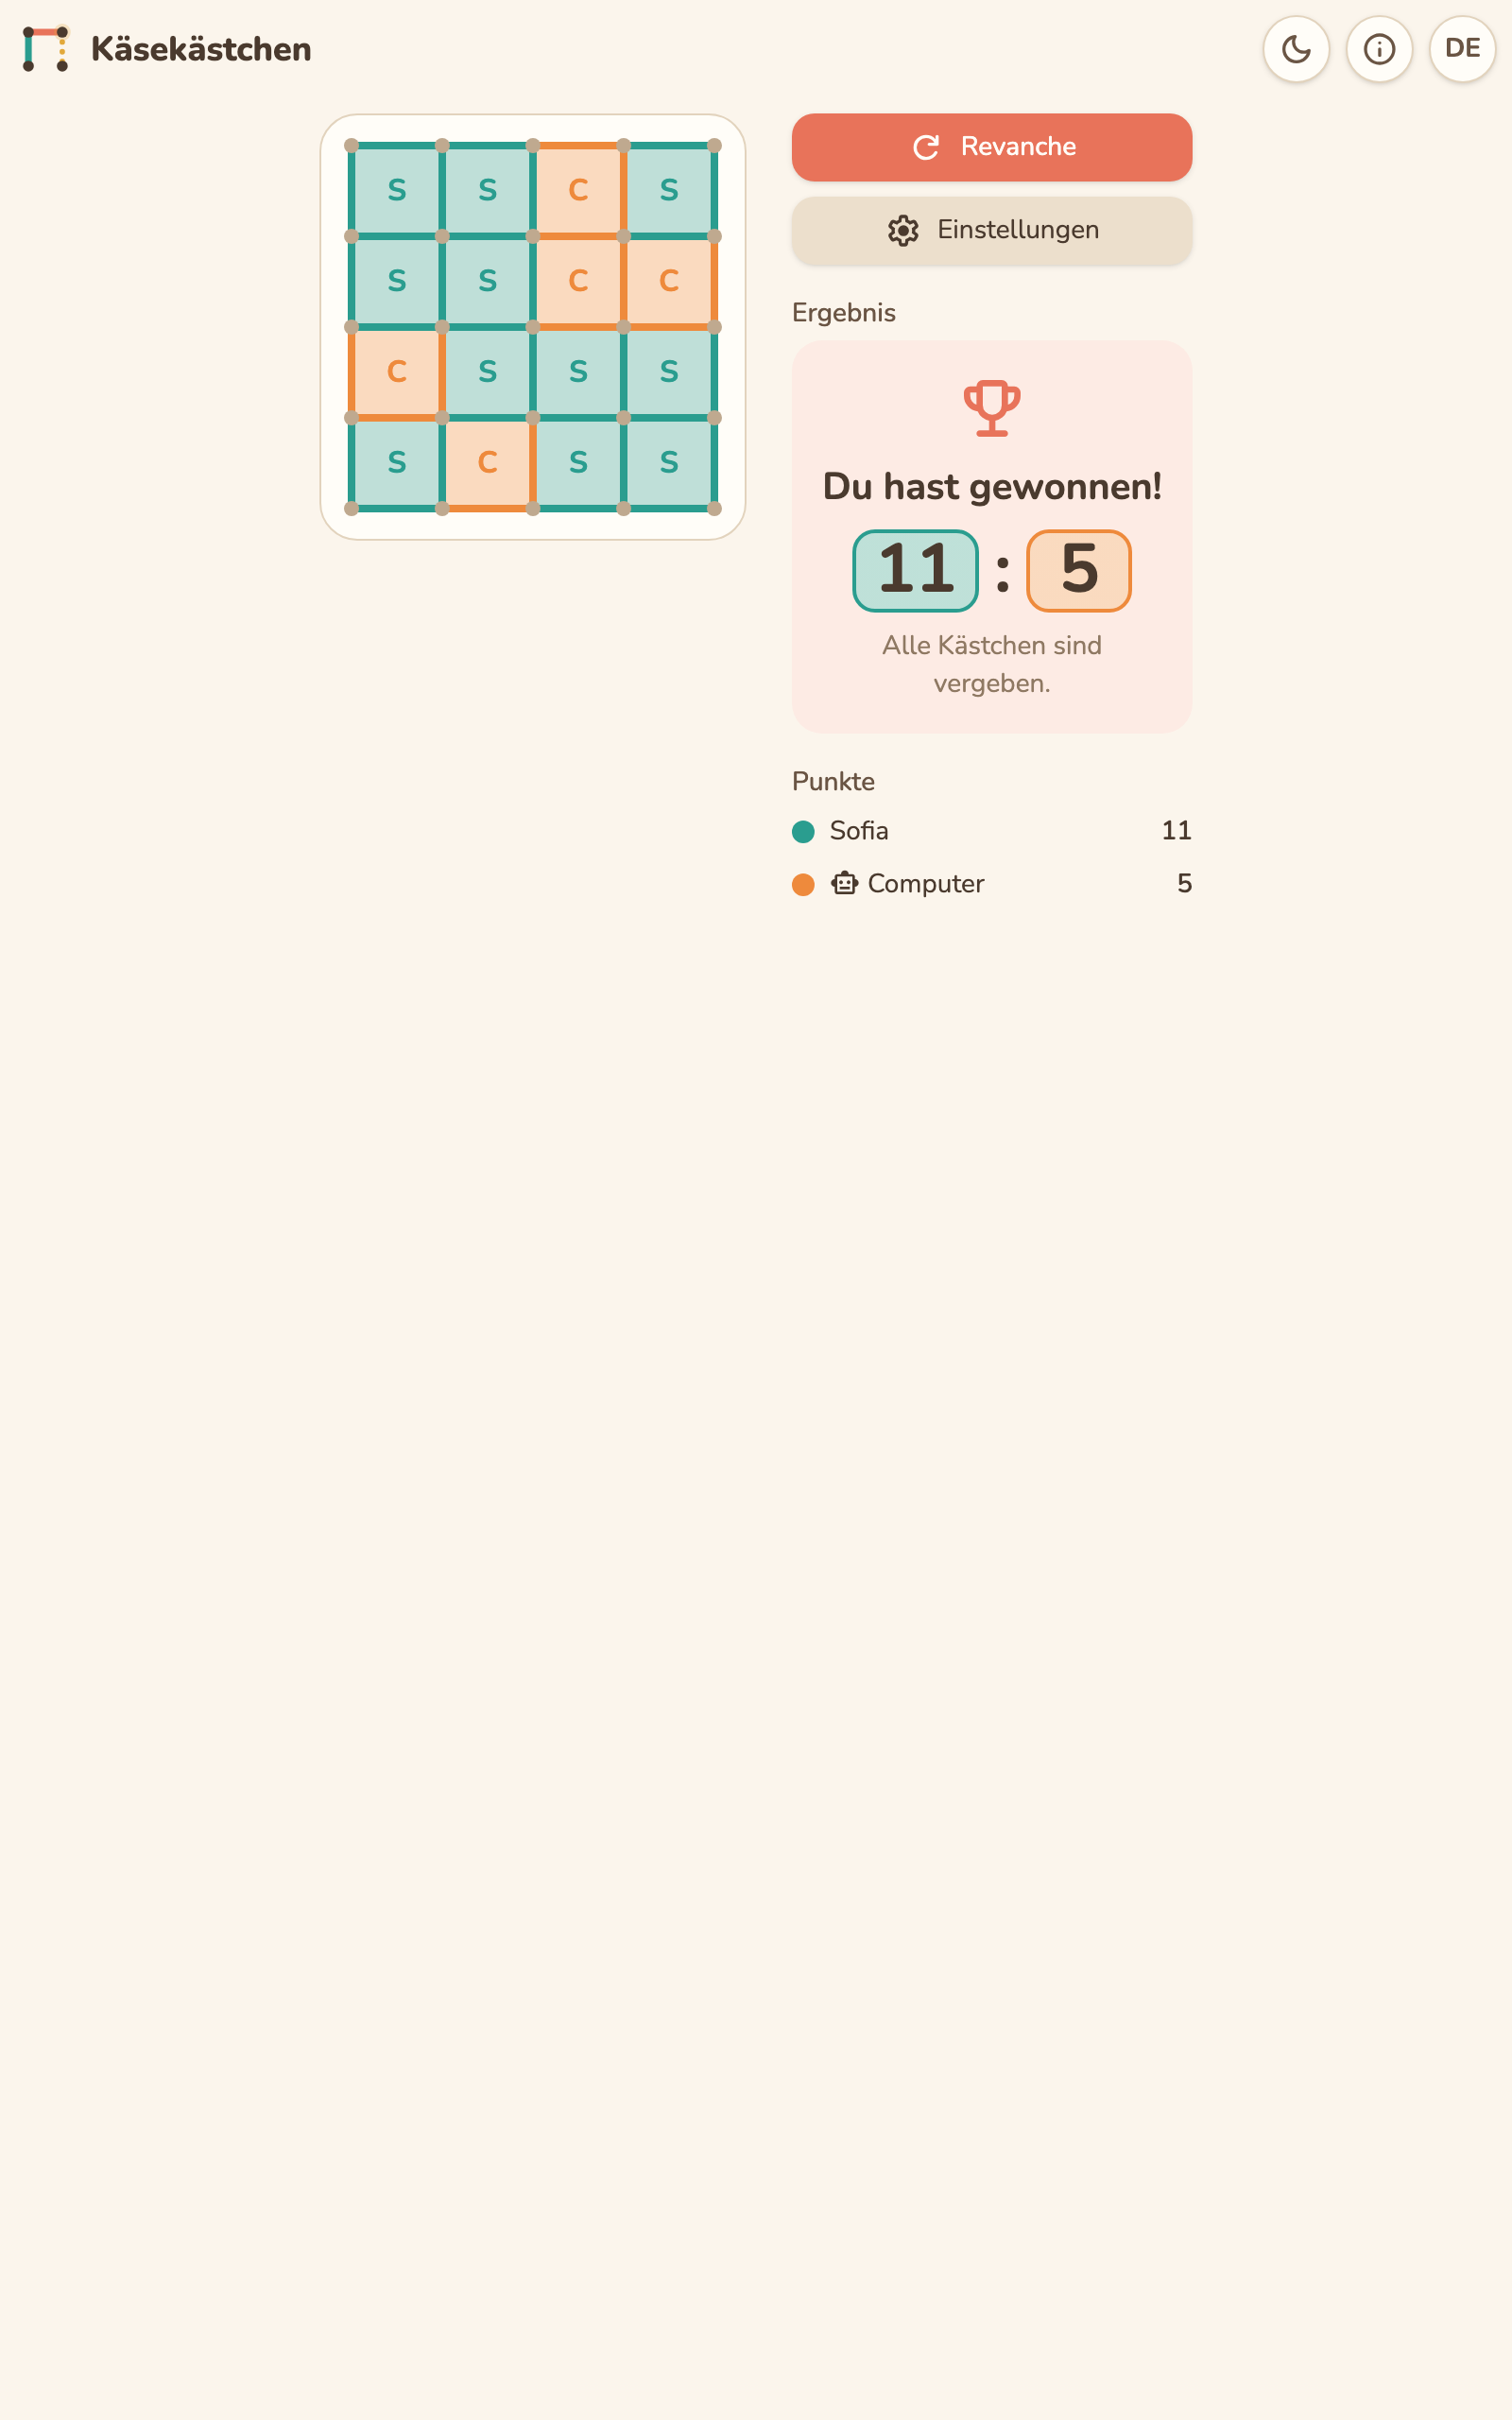 Käsekästchen
DE
S S C S
S S C C
C S S S
S C S S
Revanche
Einstellungen
Ergebnis
Du hast gewonnen!
11 : 5
Alle Kästchen sind
vergeben.
Punkte
Sofia 11
Computer 5